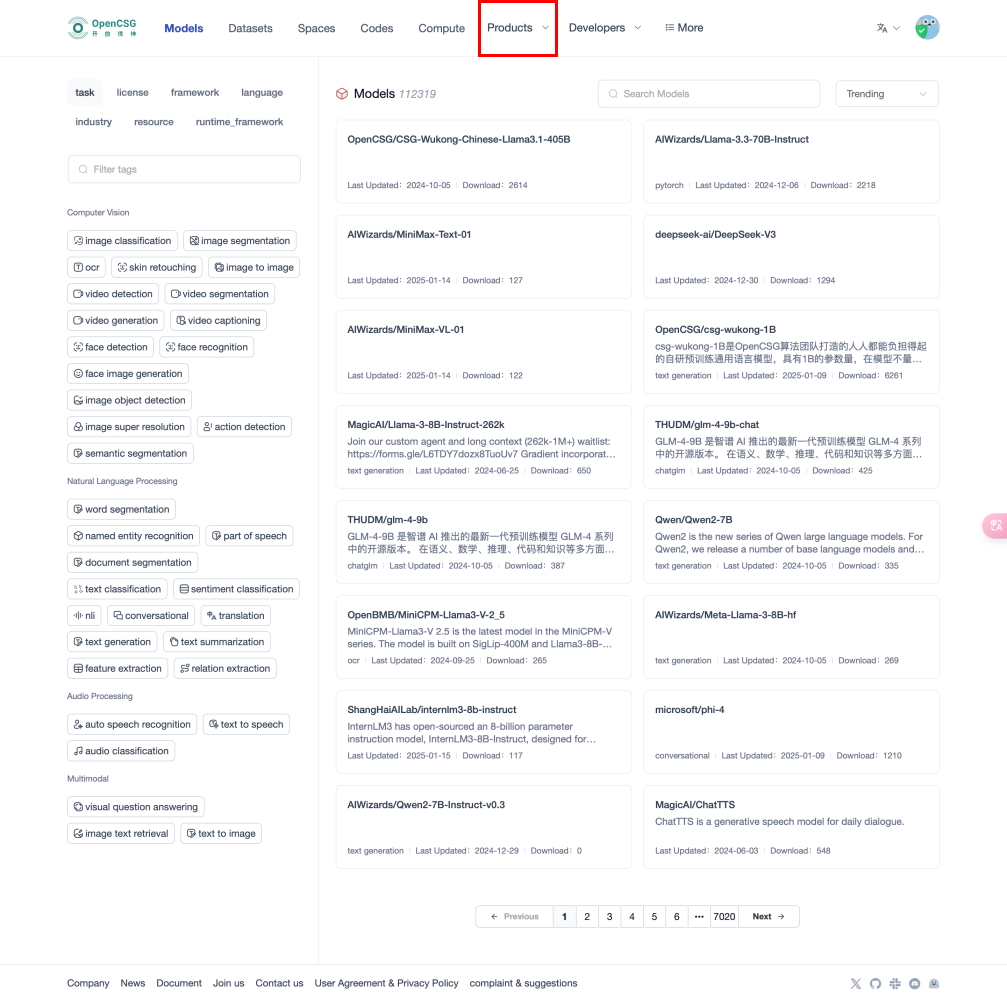 OpenCSG
开放传神
Models
Datasets
Spaces
Codes
Compute
Products
Developers
More
task
license
framework
language
industry
resource
runtime_framework
Filter tags
Computer Vision
image classification
image segmentation
ocr
skin retouching
image to image
video detection
video segmentation
video generation
video captioning
face detection
face recognition
face image generation
image object detection
image super resolution
action detection
semantic segmentation
Natural Language Processing
word segmentation
named entity recognition
part of speech
document segmentation
text classification
sentiment classification
nli
conversational
translation
text generation
text summarization
feature extraction
relation extraction
Audio Processing
auto speech recognition
text to speech
audio classification
Multimodal
visual question answering
image text retrieval
text to image
Models 112319
Search Models
Trending
OpenCSG/CSG-Wukong-Chinese-Llama3.1-405B
Last Updated：2024-10-05 Download：2614
AIWizards/Llama-3.3-70B-Instruct
pytorch Last Updated：2024-12-06 Download：2218
AIWizards/MiniMax-Text-01
Last Updated：2025-01-14 Download：127
deepseek-ai/DeepSeek-V3
Last Updated：2024-12-30 Download：1294
AIWizards/MiniMax-VL-01
Last Updated：2025-01-14 Download：122
OpenCSG/csg-wukong-1B
csg-wukong-1B是OpenCSG算法团队打造的人人都能负担得起
的自研预训练通用语言模型，具有1B的参数量，在模型不量…
text generation Last Updated：2025-01-09 Download：6261
MagicAI/Llama-3-8B-Instruct-262k
Join our custom agent and long context (262k-1M+) waitlist:
https://forms.gle/L6TDY7dozx8TuoUv7 Gradient incorporat…
text generation Last Updated：2024-06-25 Download：650
THUDM/glm-4-9b-chat
GLM-4-9B 是智谱 AI 推出的最新一代预训练模型 GLM-4 系列
中的开源版本。 在语义、数学、推理、代码和知识等多方面…
chatglm Last Updated：2024-10-05 Download：425
THUDM/glm-4-9b
GLM-4-9B 是智谱 AI 推出的最新一代预训练模型 GLM-4 系列
中的开源版本。 在语义、数学、推理、代码和知识等多方面…
chatglm Last Updated：2024-10-05 Download：387
Qwen/Qwen2-7B
Qwen2 is the new series of Qwen large language models. For
Qwen2, we release a number of base language models and…
text generation Last Updated：2024-10-05 Download：335
OpenBMB/MiniCPM-Llama3-V-2_5
MiniCPM-Llama3-V 2.5 is the latest model in the MiniCPM-V
series. The model is built on SigLip-400M and Llama3-8B-…
ocr Last Updated：2024-09-25 Download：265
AIWizards/Meta-Llama-3-8B-hf
text generation Last Updated：2024-10-05 Download：269
ShangHaiAILab/internlm3-8b-instruct
InternLM3 has open-sourced an 8-billion parameter
instruction model, InternLM3-8B-Instruct, designed for…
Last Updated：2025-01-15 Download：117
microsoft/phi-4
conversational Last Updated：2025-01-09 Download：1210
AIWizards/Qwen2-7B-Instruct-v0.3
text generation Last Updated：2024-12-29 Download：0
MagicAI/ChatTTS
ChatTTS is a generative speech model for daily dialogue.
Last Updated：2024-06-03 Download：548
← Previous 1 2 3 4 5 6 ••• 7020 Next →
Company News Document Join us Contact us User Agreement & Privacy Policy complaint & suggestions